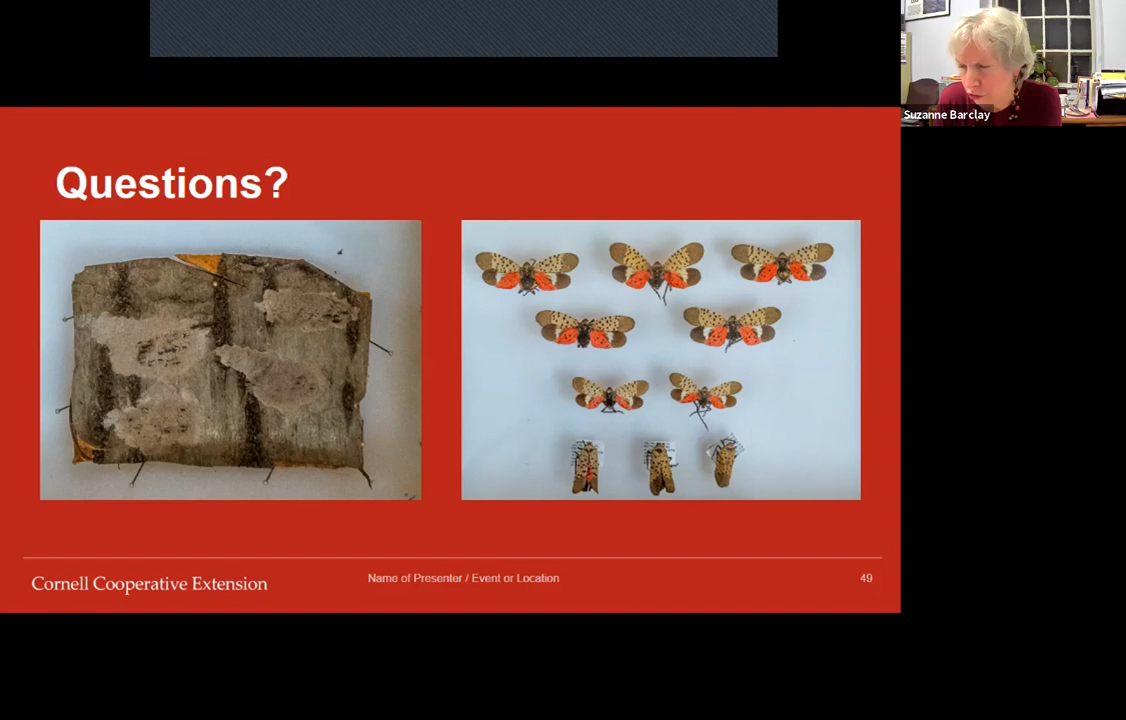 Suzanne Barclay
Questions?
Cornell Cooperative Extension
Name of Presenter / Event or Location
49